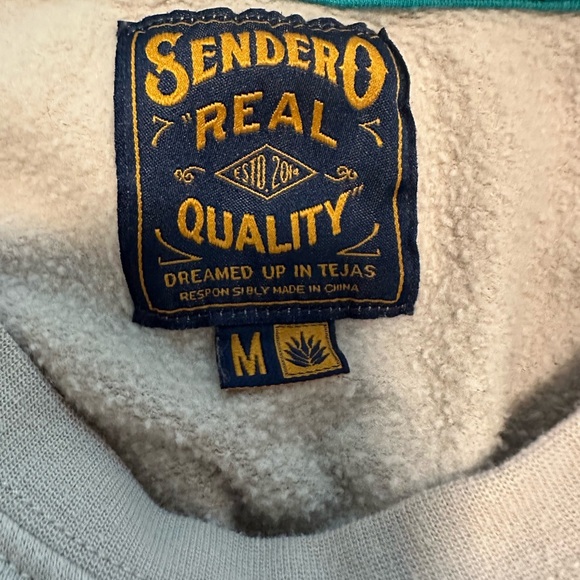 SENDERO
"REAL
ESTD. 2014
QUALITY"
DREAMED UP IN TEJAS
RESPONSIBLY MADE IN CHINA
M